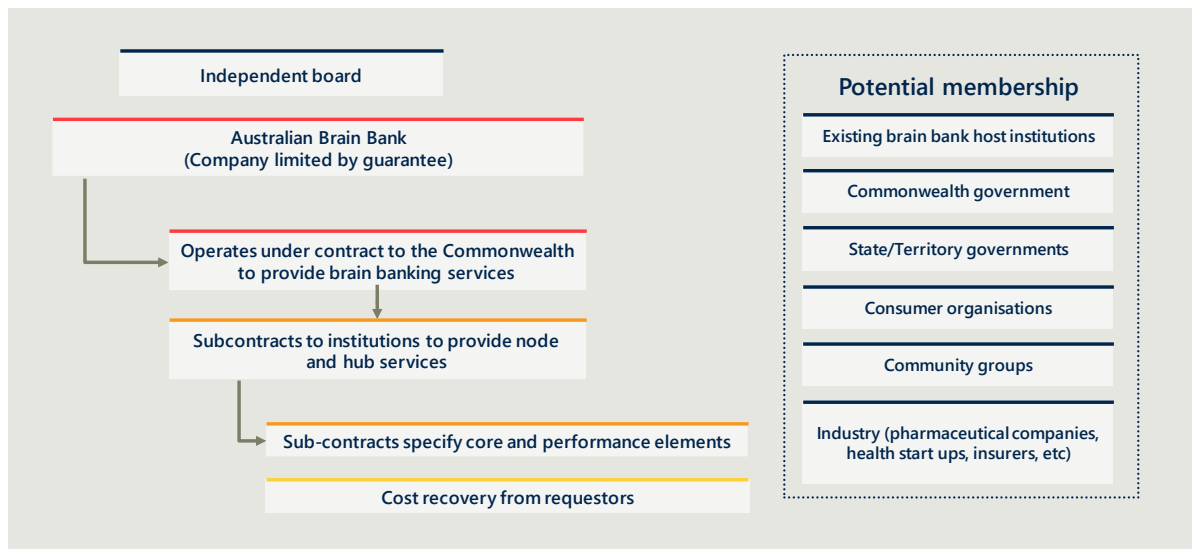 Independent board
Australian Brain Bank
(Company limited by guarantee)
Operates under contract to the Commonwealth
to provide brain banking services
Subcontracts to institutions to provide node
and hub services
Sub-contracts specify core and performance elements
Cost recovery from requestors
Potential membership
Existing brain bank host institutions
Commonwealth government
State/Territory governments
Consumer organisations
Community groups
Industry (pharmaceutical companies,
health start ups, insurers, etc)